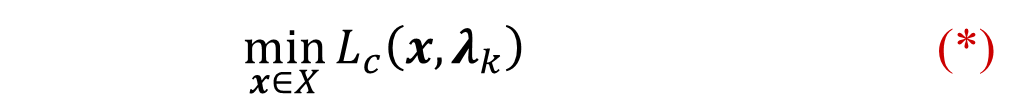 min L_c(x, λ_k) (*)
x∈X